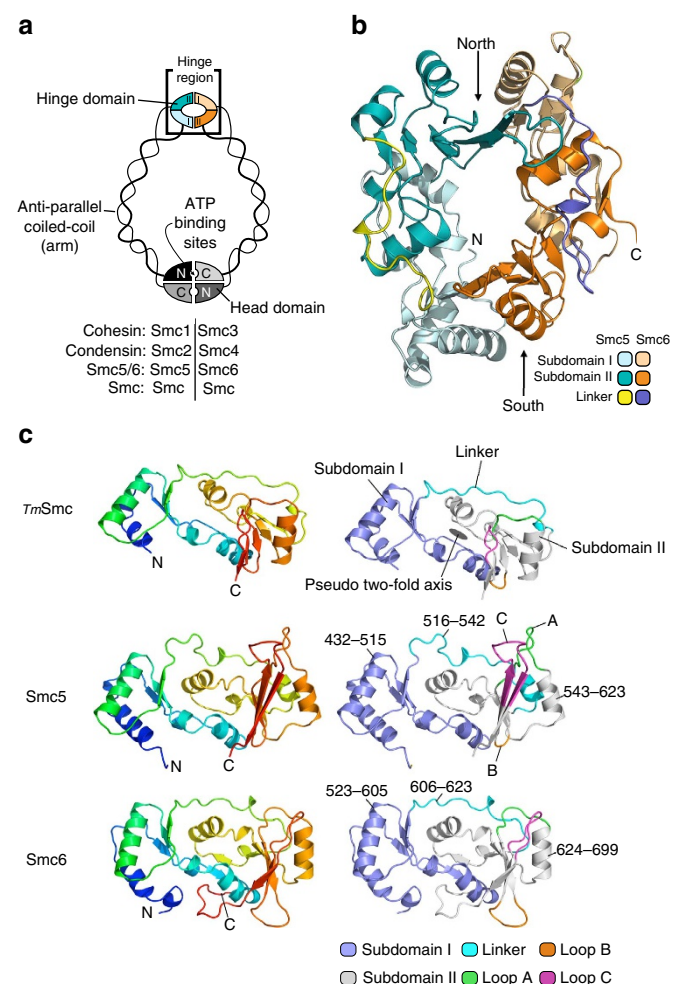 a
Hinge
region
Hinge domain
Anti-parallel
coiled-coil
(arm)
ATP
binding
sites
N C
C N
Head domain
Cohesin: Smc1 Smc3
Condensin: Smc2 Smc4
Smc5/6: Smc5 Smc6
Smc: Smc Smc
b
North
N
C
South
Smc5 Smc6
Subdomain I
Subdomain II
Linker
c
TmSmc
N
C
Subdomain I
Linker
Subdomain II
Pseudo two-fold axis
Smc5
N
C
432–515
516–542
C
A
543–623
B
Smc6
N
C
523–605
606–623
624–699
Subdomain I Linker Loop B
Subdomain II Loop A Loop C